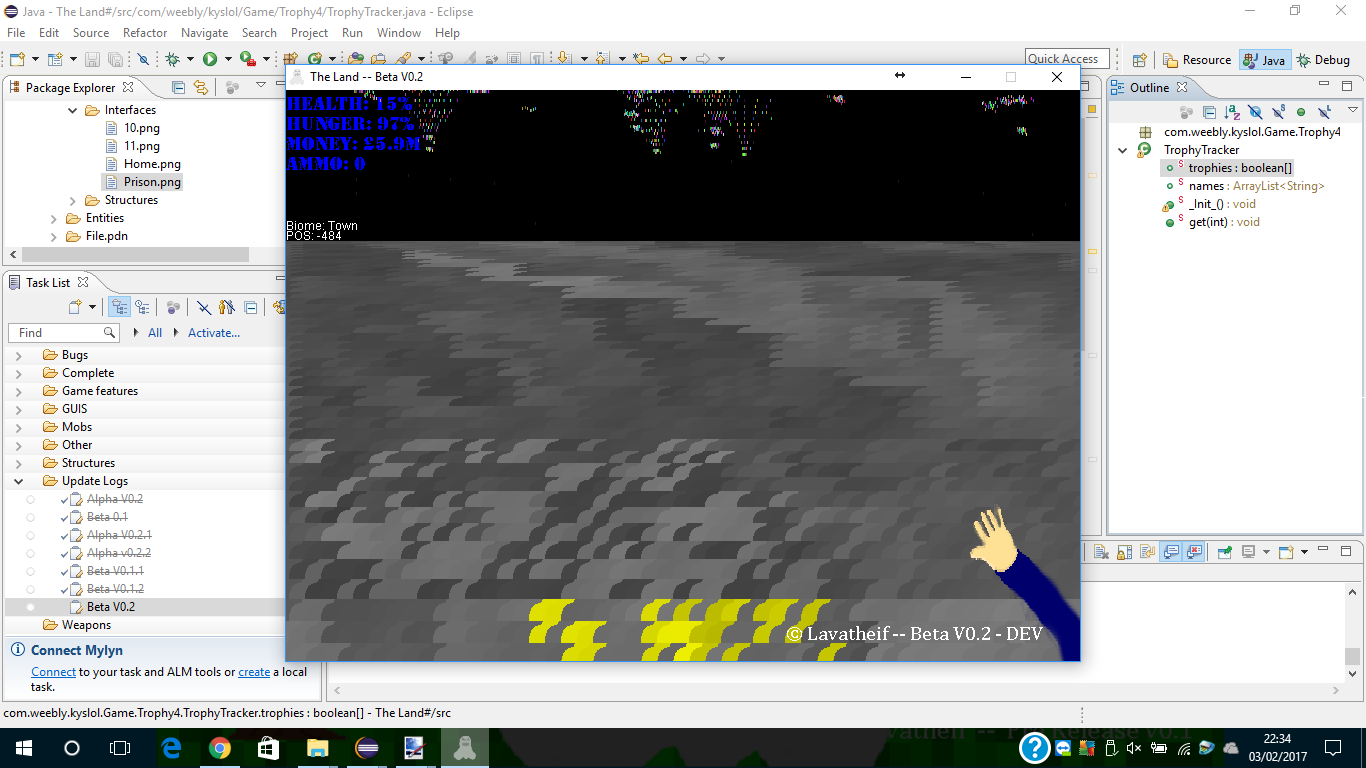 Java - The Land#/src/com/weebly/kyslol/Game/Trophy4/TrophyTracker.java - Eclipse
File Edit Source Refactor Navigate Search Project Run Window Help
Quick Access
Resource
Java
Debug
Package Explorer
Interfaces
10.png
11.png
Home.png
Prison.png
Structures
Entities
File.pdn
Task List
Find
All
Activate...
Bugs
Complete
Game features
GUIS
Mobs
Other
Structures
Update Logs
Alpha V0.2
Beta 0.1
Alpha V0.2.1
Alpha v0.2.2
Beta V0.1.1
Beta V0.1.2
Beta V0.2
Weapons
Connect Mylyn
Connect to your task and ALM tools or create a local
task.
The Land -- Beta V0.2
HEALTH: 15%
HUNGER: 97%
MONEY: £5.9M
AMMO: 0
Biome: Town
POS: -484
© Lavatheif -- Beta V0.2 - DEV
Outline
com.weebly.kyslol.Game.Trophy4
TrophyTracker
trophies : boolean[]
names : ArrayList<String>
_Init_() : void
get(int) : void
com.weebly.kyslol.Game.Trophy4.TrophyTracker.trophies : boolean[] - The Land#/src
22:34
03/02/2017